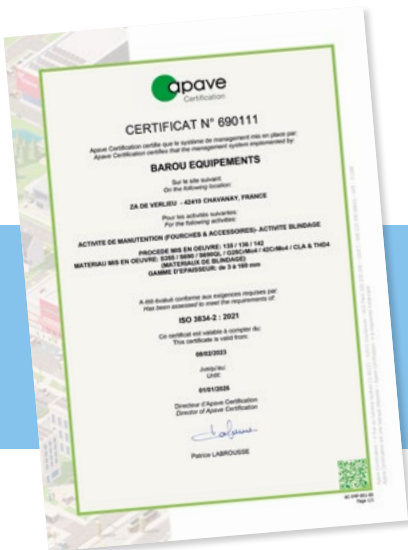 apave
Certification
CERTIFICAT N° 690111
Apave Certification certifie que le système de management mis en place par:
Apave Certification certifies that the management system implemented by:
BAROU EQUIPEMENTS
Sur le site suivant:
On the following location:
ZA DE VERLIEU - 42410 CHAVANAY, FRANCE
Pour les activités suivantes:
For the following activities:
ACTIVITE DE MANUTENTION (FOURCHES & ACCESSOIRES)- ACTIVITE BLINDAGE
PROCEDE MIS EN OEUVRE: 135 / 136 / 142
MATERIAU MIS EN OEUVRE: S355 / S690 / S690QL / G25CrMo4 / 42CrMo4 / CLA & THD4
(MATERIAUX DE BLINDAGE)
GAMME D'EPAISSEUR: de 3 à 160 mm
A été évalué conforme aux exigences requises par:
Has been assessed to meet the requirements of:
ISO 3834-2 : 2021
Ce certificat est valable à compter du:
This certificate is valid from:
08/02/2023
Jusqu'au:
Until:
01/01/2026
Directeur d'Apave Certification
Director of Apave Certification
Patrice LABROUSSE
Page 1/2